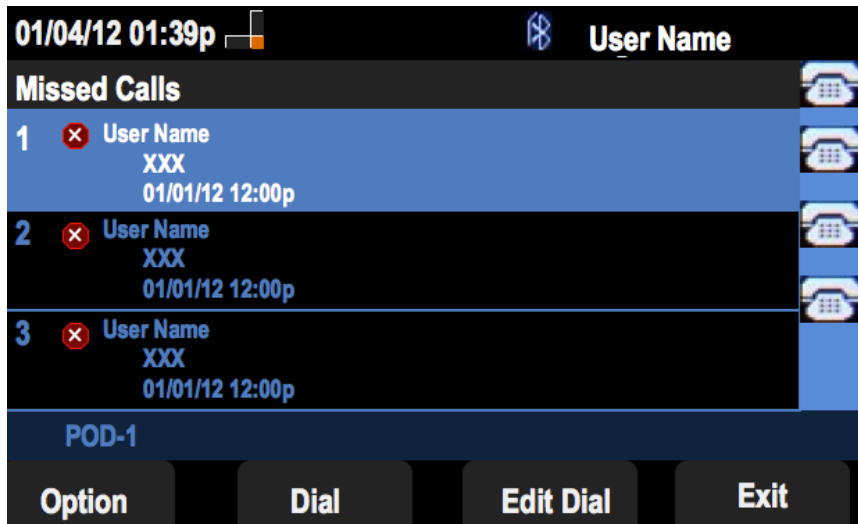 01/04/12 01:39p
User Name
Missed Calls
1 User Name
XXX
01/01/12 12:00p
2 User Name
XXX
01/01/12 12:00p
3 User Name
XXX
01/01/12 12:00p
POD-1
Option Dial Edit Dial Exit